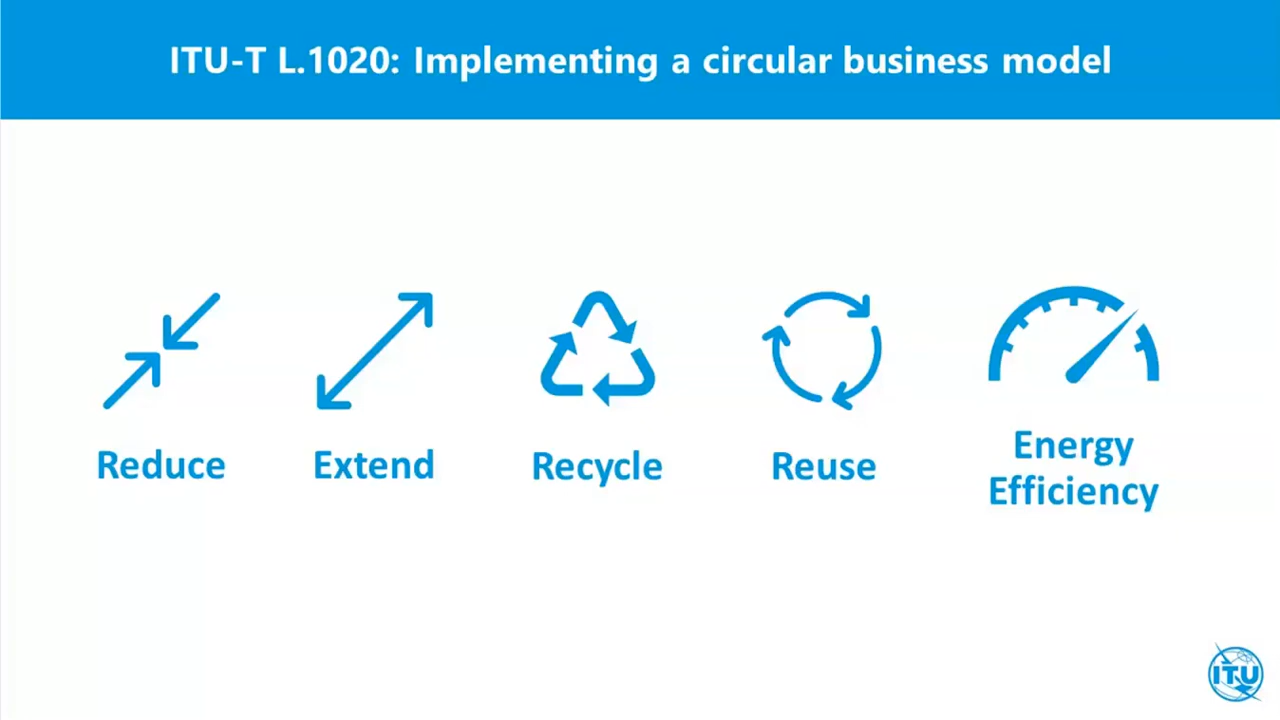 ITU-T L.1020: Implementing a circular business model
Reduce
Extend
Recycle
Reuse
Energy
Efficiency
ITU